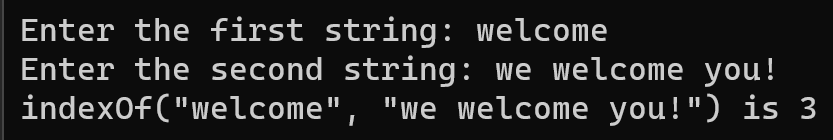 Enter the first string: welcome
Enter the second string: we welcome you!
indexOf("welcome", "we welcome you!") is 3